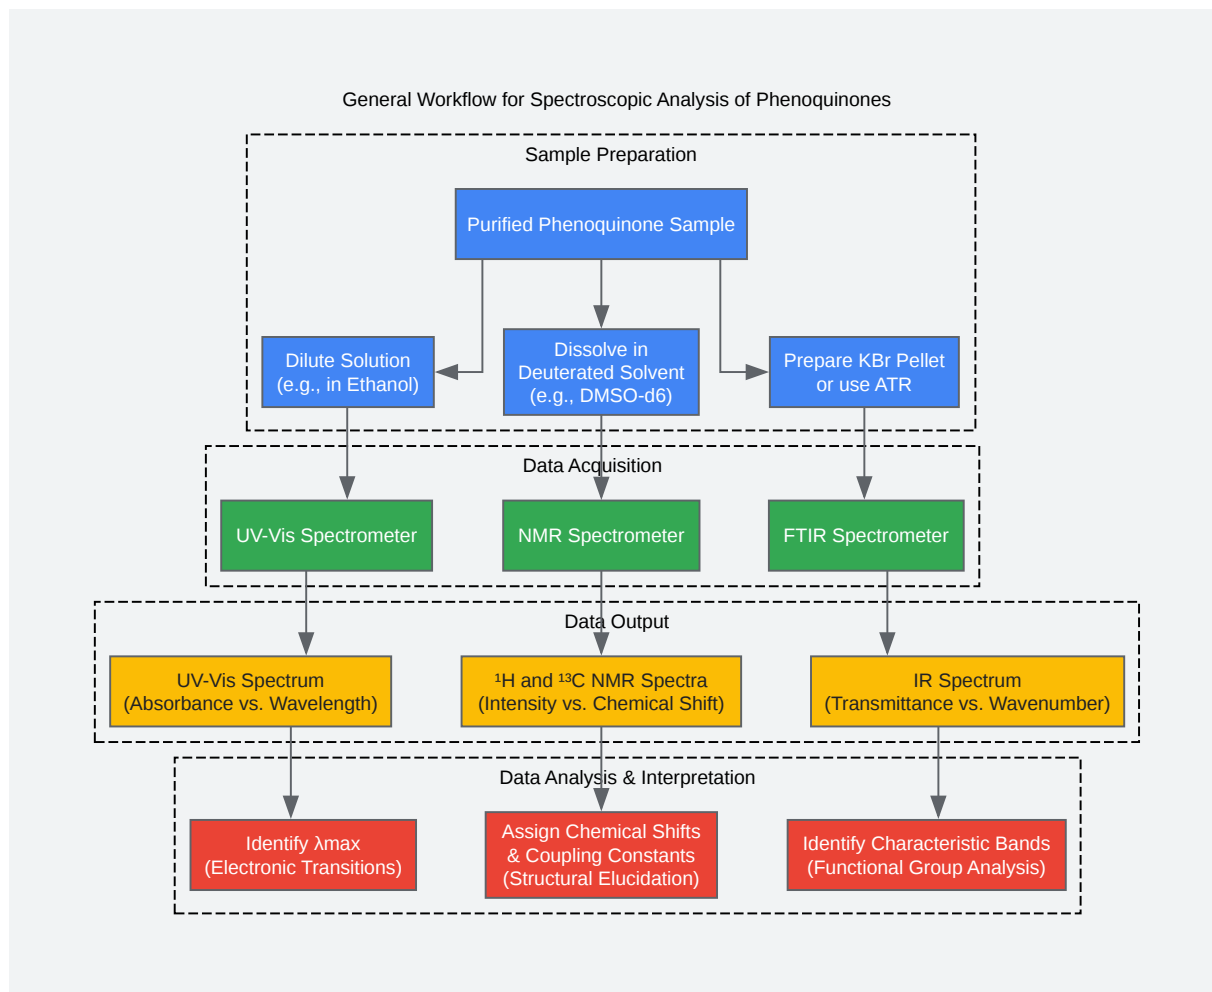 General Workflow for Spectroscopic Analysis of Phenoquinones
Sample Preparation
Purified Phenoquinone Sample
Dilute Solution
(e.g., in Ethanol)
Dissolve in
Deuterated Solvent
(e.g., DMSO-d6)
Prepare KBr Pellet
or use ATR
Data Acquisition
UV-Vis Spectrometer
NMR Spectrometer
FTIR Spectrometer
Data Output
UV-Vis Spectrum
(Absorbance vs. Wavelength)
¹H and ¹³C NMR Spectra
(Intensity vs. Chemical Shift)
IR Spectrum
(Transmittance vs. Wavenumber)
Data Analysis & Interpretation
Identify λmax
(Electronic Transitions)
Assign Chemical Shifts
& Coupling Constants
(Structural Elucidation)
Identify Characteristic Bands
(Functional Group Analysis)